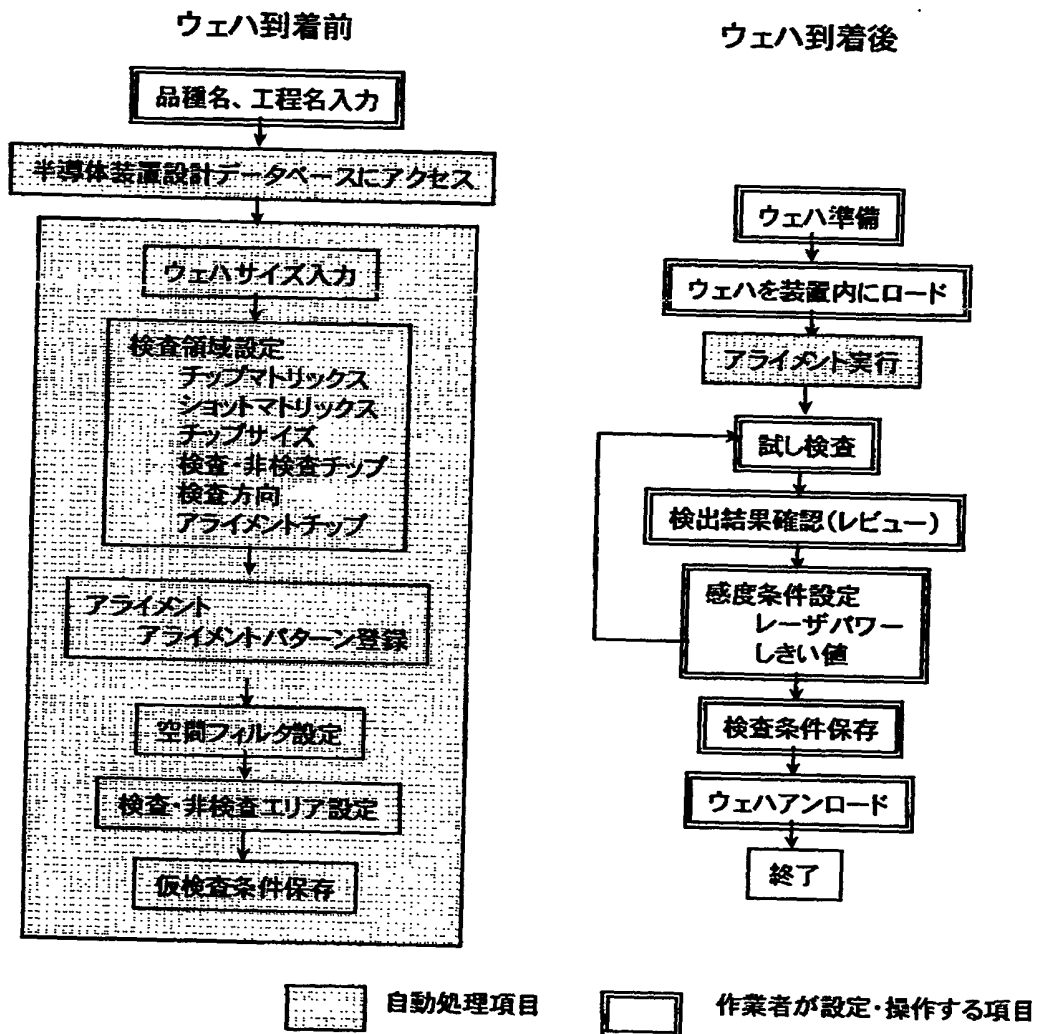 ウェハ到着前
品種名、工程名入力
半導体装置設計データベースにアクセス
ウェハサイズ入力
検査領域設定
チップマトリックス
ショットマトリックス
チップサイズ
検査・非検査チップ
検査方向
アライメントチップ
アライメント
アライメントパターン登録
空間フィルタ設定
検査・非検査エリア設定
仮検査条件保存
ウェハ到着後
ウェハ準備
ウェハを装置内にロード
アライメント実行
試し検査
検出結果確認(レビュー)
感度条件設定
レーザパワー
しきい値
検査条件保存
ウェハアンロード
終了
自動処理項目
作業者が設定・操作する項目